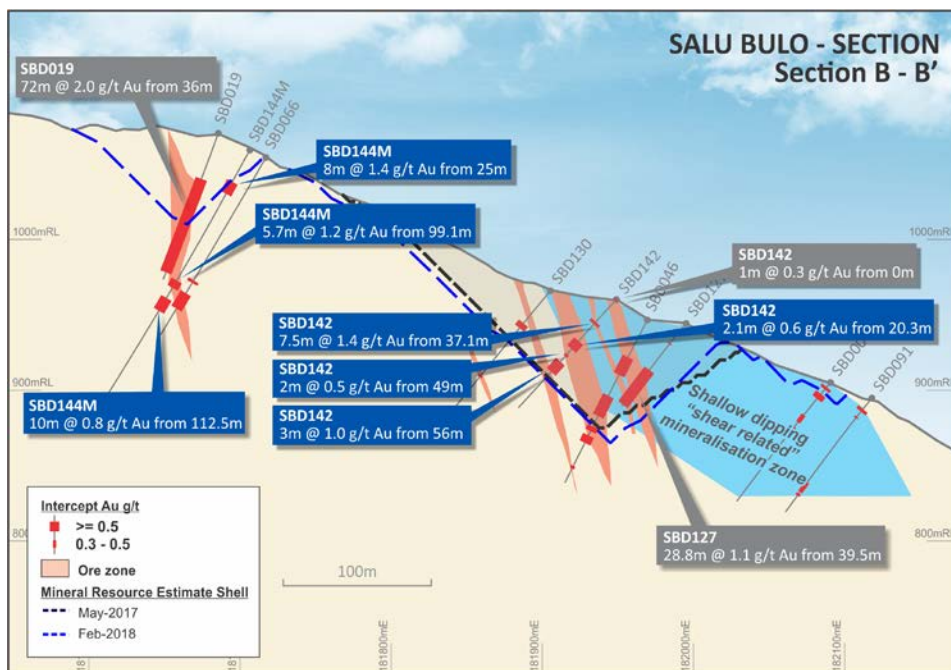 SALU BULO - SECTION
Section B - B'
SBD019
72m @ 2.0 g/t Au from 36m
SBD019
SBD144M
SBD066
SBD144M
8m @ 1.4 g/t Au from 25m
SBD144M
5.7m @ 1.2 g/t Au from 99.1m
1000mRL
1000mRL
SBD130
SBD142
SBD046
SBD142
1m @ 0.3 g/t Au from 0m
SBD142
7.5m @ 1.4 g/t Au from 37.1m
SBD142
2.1m @ 0.6 g/t Au from 20.3m
SBD142
2m @ 0.5 g/t Au from 49m
SBD142
3m @ 1.0 g/t Au from 56m
900mRL
900mRL
SBD091
SBD144M
10m @ 0.8 g/t Au from 112.5m
Shallow dipping
"shear related"
mineralisation zone
SBD127
28.8m @ 1.1 g/t Au from 39.5m
800mRL
Intercept Au g/t
>= 0.5
0.3 - 0.5
Ore zone
Mineral Resource Estimate Shell
May-2017
Feb-2018
100m
181800mE
181900mE
182000mE
182100mE